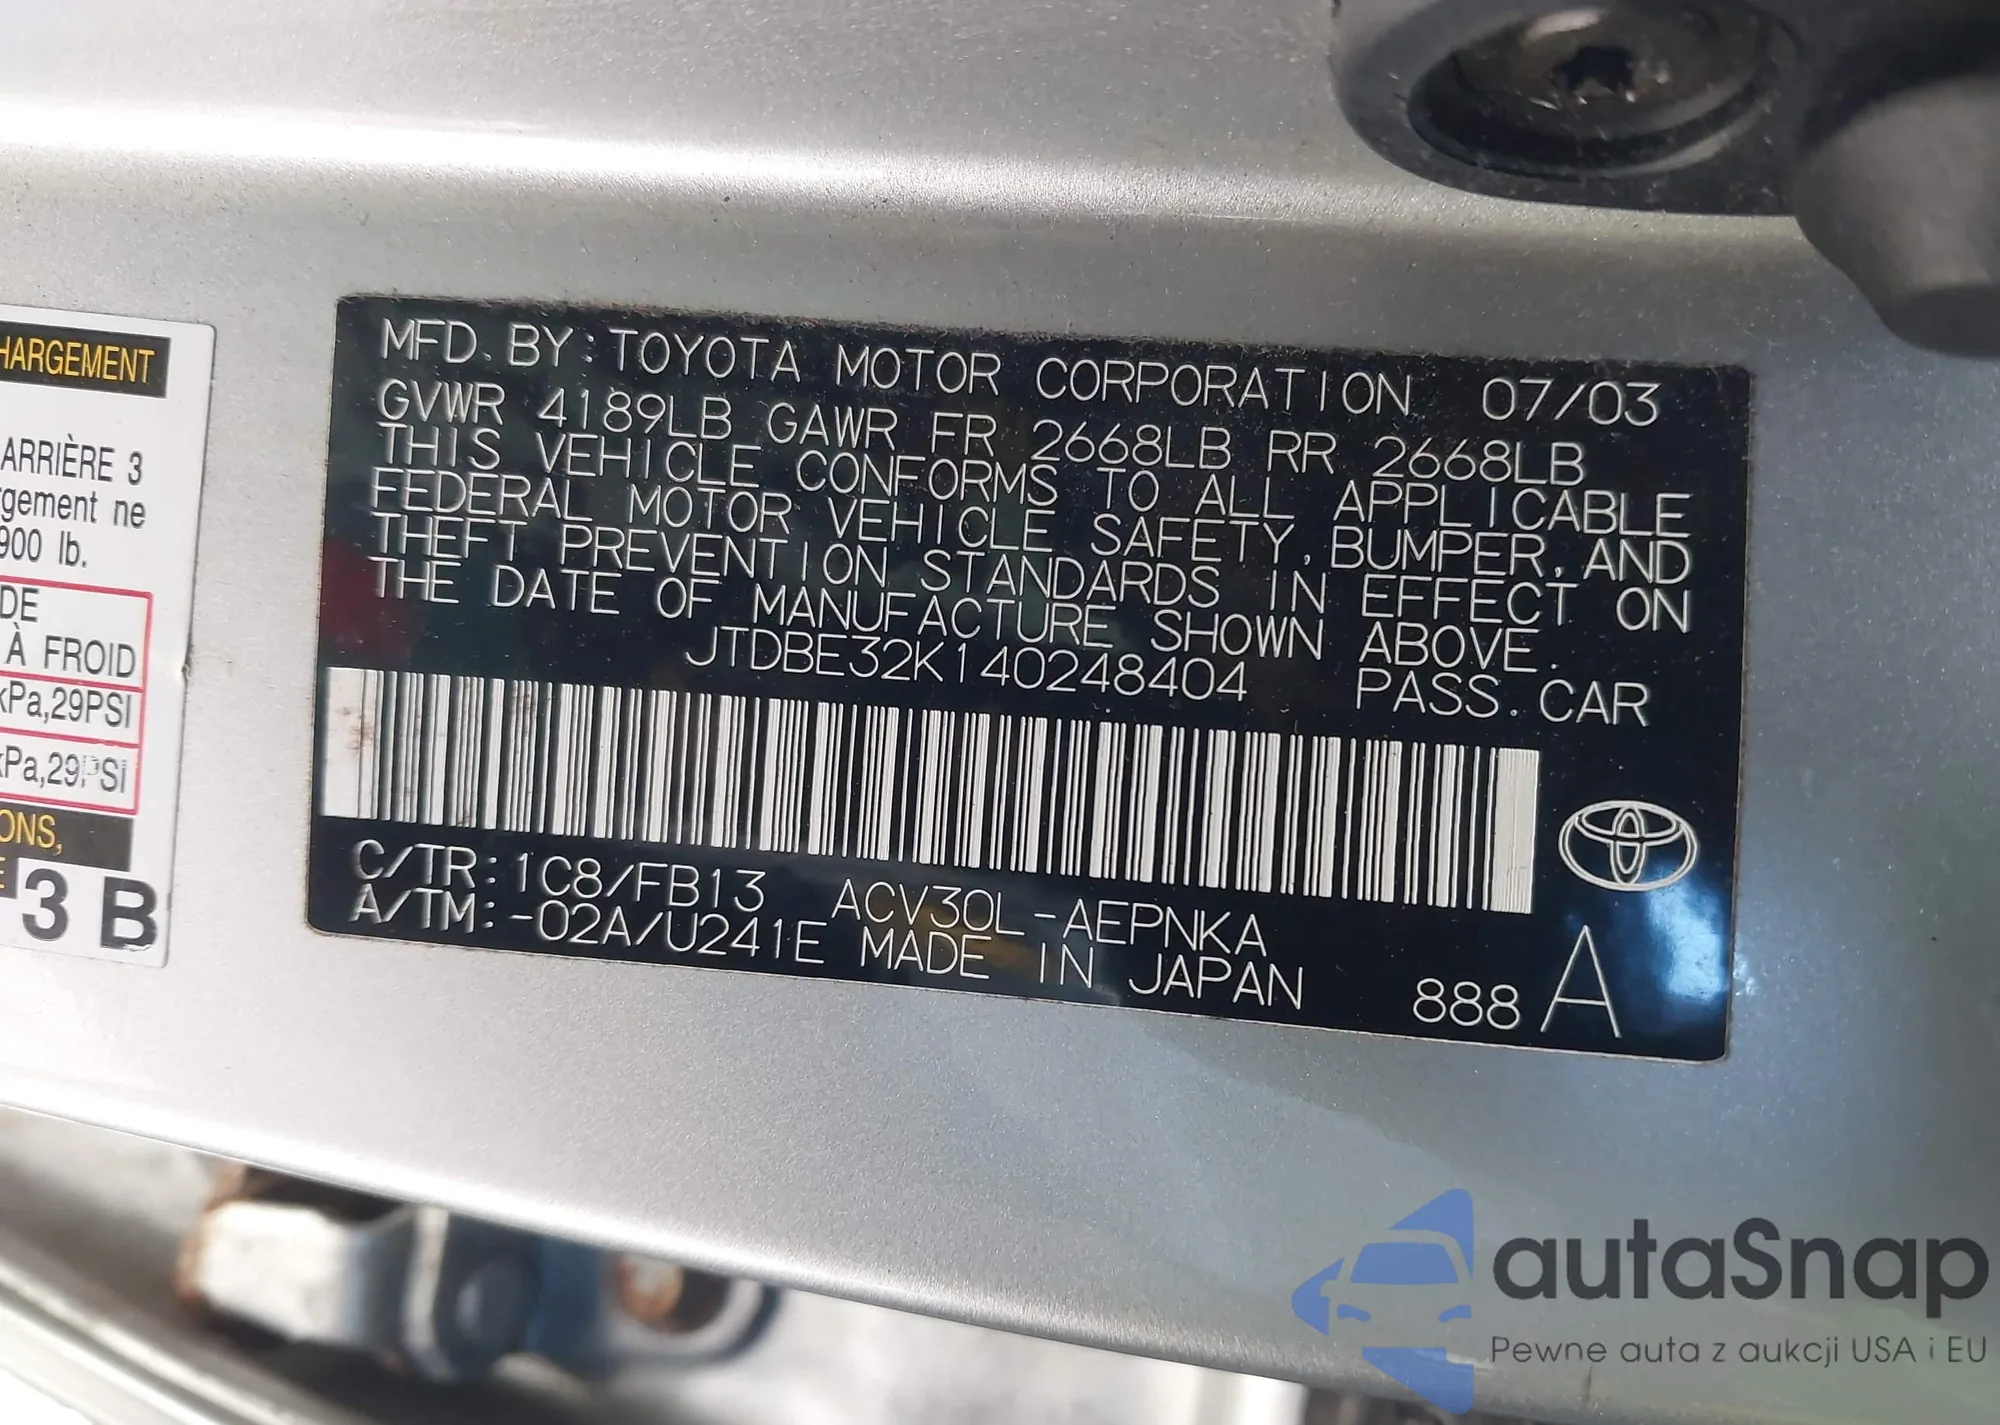 HARGEMENT
ARRIÈRE 3
gement ne
900 lb.
DE
À FROID
kPa,29PSI
kPa,29PSI
ONS,
3 B
MFD. BY: TOYOTA MOTOR CORPORATION 07/03
GVWR 4189LB GAWR FR 2668LB RR 2668LB
THIS VEHICLE CONFORMS TO ALL APPLICABLE
FEDERAL MOTOR VEHICLE SAFETY, BUMPER, AND
THEFT PREVENTION STANDARDS IN EFFECT ON
THE DATE OF MANUFACTURE SHOWN ABOVE.
JTDBE32K140248404 PASS. CAR
C/TR: 1C8/FB13 ACV30L-AEPNKA
A/TM: -02A/U241E MADE IN JAPAN 888 A
autaSnap
Pewne auta z aukcji USA i EU